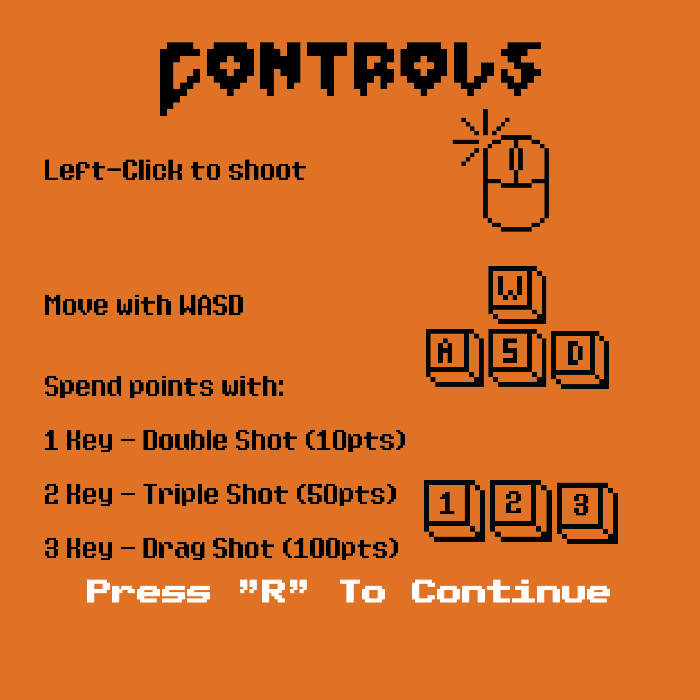 CONTROLS
Left-Click to shoot
Move with WASD
W
A S D
Spend points with:
1 Key - Double Shot (10pts)
2 Key - Triple Shot (50pts)
1 2 3
3 Key - Drag Shot (100pts)
Press "R" To Continue